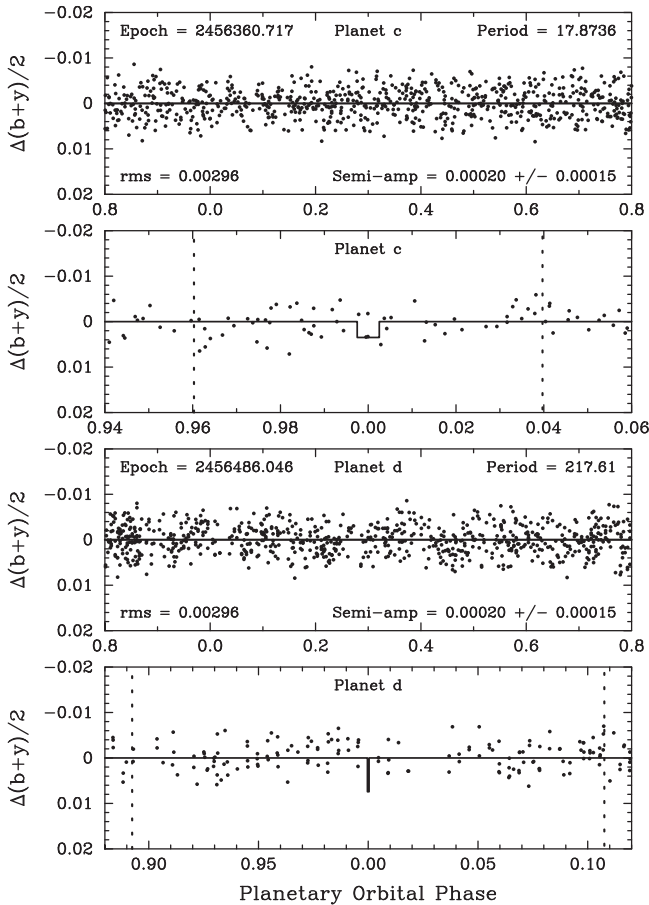 −0.02
Epoch = 2456360.717 Planet c Period = 17.8736
−0.01
Δ(b+y)/2
0
0.01
rms = 0.00296 Semi−amp = 0.00020 +/− 0.00015
0.02
0.8 0.0 0.2 0.4 0.6 0.8
−0.02
Planet c
−0.01
Δ(b+y)/2
0
0.01
0.02
0.94 0.96 0.98 0.00 0.02 0.04 0.06
−0.02
Epoch = 2456486.046 Planet d Period = 217.61
−0.01
Δ(b+y)/2
0
0.01
rms = 0.00296 Semi−amp = 0.00020 +/− 0.00015
0.02
0.8 0.0 0.2 0.4 0.6 0.8
−0.02
Planet d
−0.01
Δ(b+y)/2
0
0.01
0.02
0.90 0.95 0.00 0.05 0.10
Planetary Orbital Phase